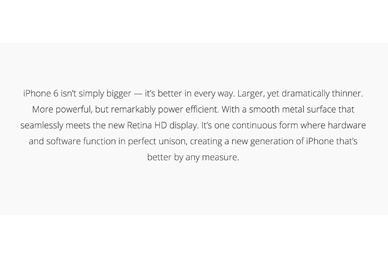 iPhone 6 isn't simply bigger — it's better in every way. Larger, yet dramatically thinner.
More powerful, but remarkably power efficient. With a smooth metal surface that
seamlessly meets the new Retina HD display. It's one continuous form where hardware
and software function in perfect unison, creating a new generation of iPhone that's
better by any measure.